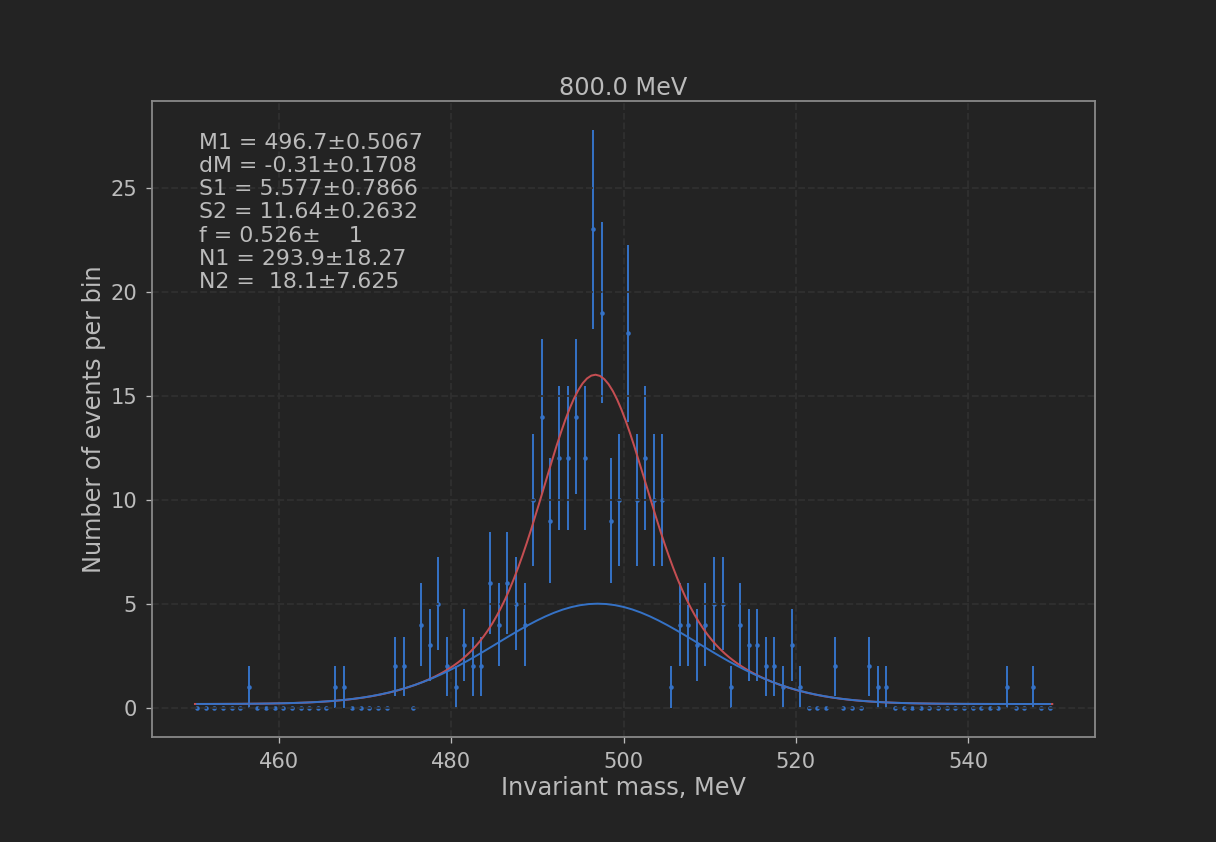 800.0 MeV
M1 = 496.7±0.5067
dM = -0.31±0.1708
S1 = 5.577±0.7866
S2 = 11.64±0.2632
f = 0.526±    1
N1 = 293.9±18.27
N2 =  18.1±7.625
Number of events per bin
25
20
15
10
5
0
460 480 500 520 540
Invariant mass, MeV